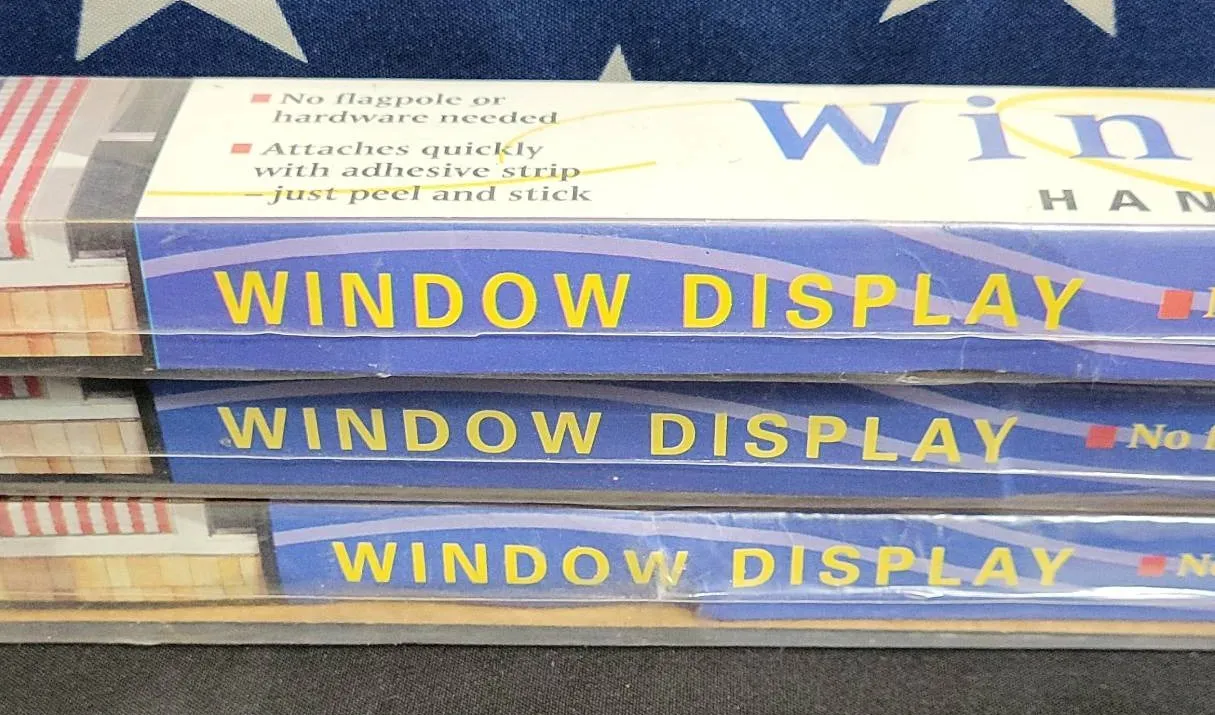 ■ No flagpole or
hardware needed
■ Attaches quickly
with adhesive strip
– just peel and stick
Win
HAN
WINDOW DISPLAY ■
WINDOW DISPLAY ■ No f
WINDOW DISPLAY ■ No